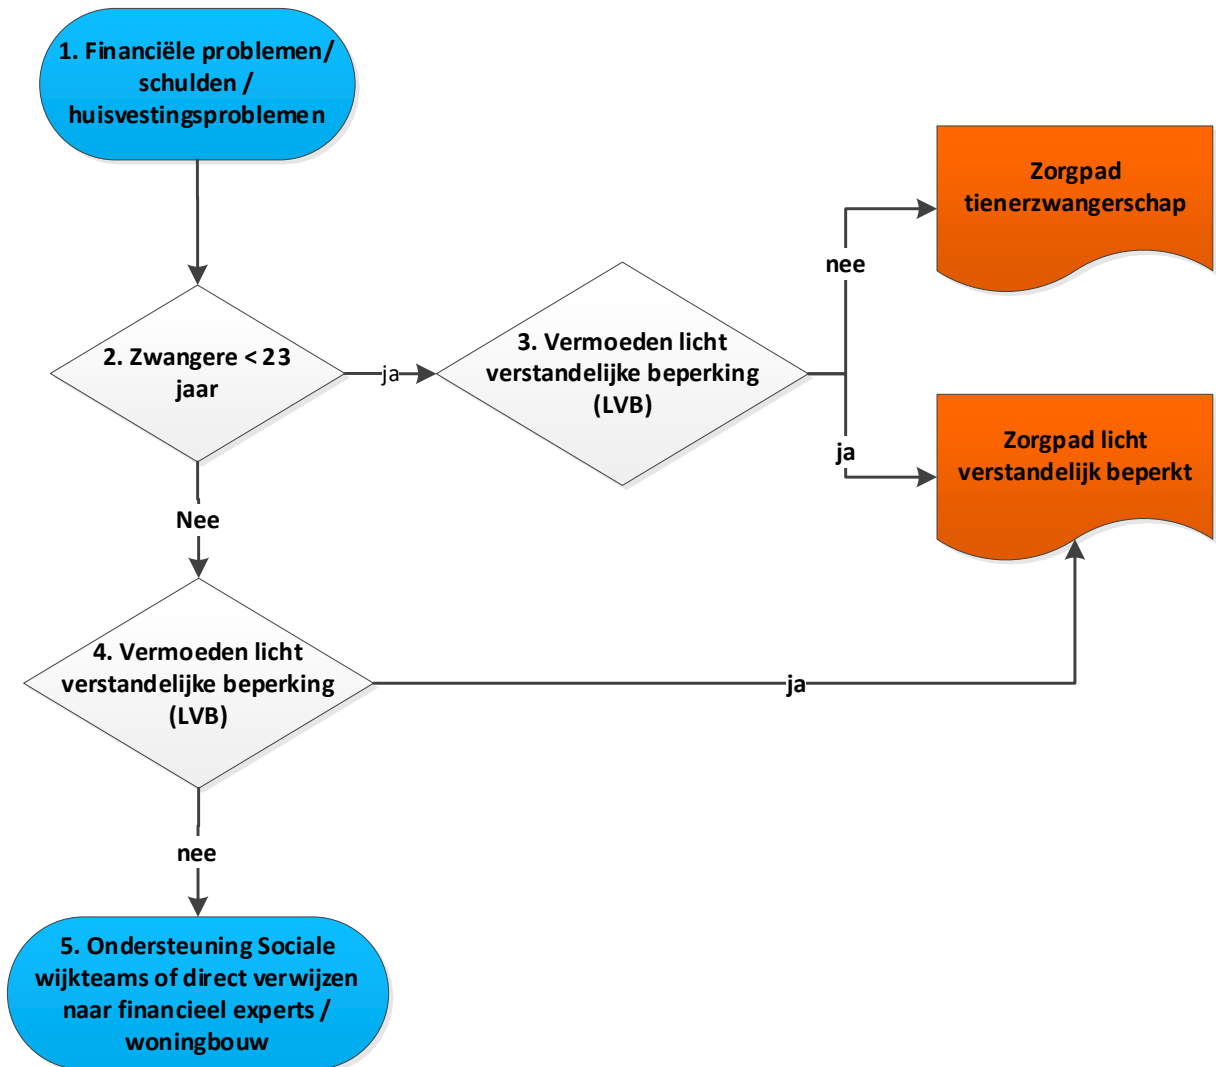 1. Financiële problemen/
schulden /
huisvestingsproblemen
Zorgpad
tienerzwangerschap
nee
2. Zwangere < 23
jaar
ja
3. Vermoeden licht
verstandelijke beperking
(LVB)
ja
Zorgpad licht
verstandelijk beperkt
Nee
4. Vermoeden licht
verstandelijke beperking
(LVB)
ja
nee
5. Ondersteuning Sociale
wijkteams of direct verwijzen
naar financieel experts /
woningbouw